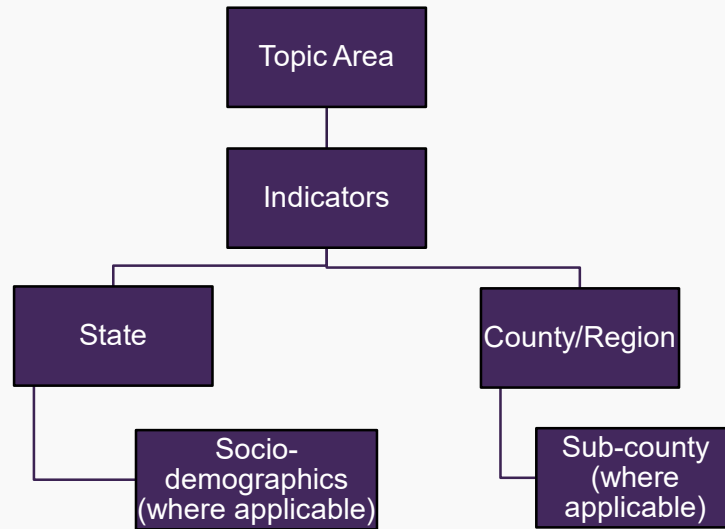 Topic Area
Indicators
State
County/Region
Socio-
demographics
(where applicable)
Sub-county
(where
applicable)